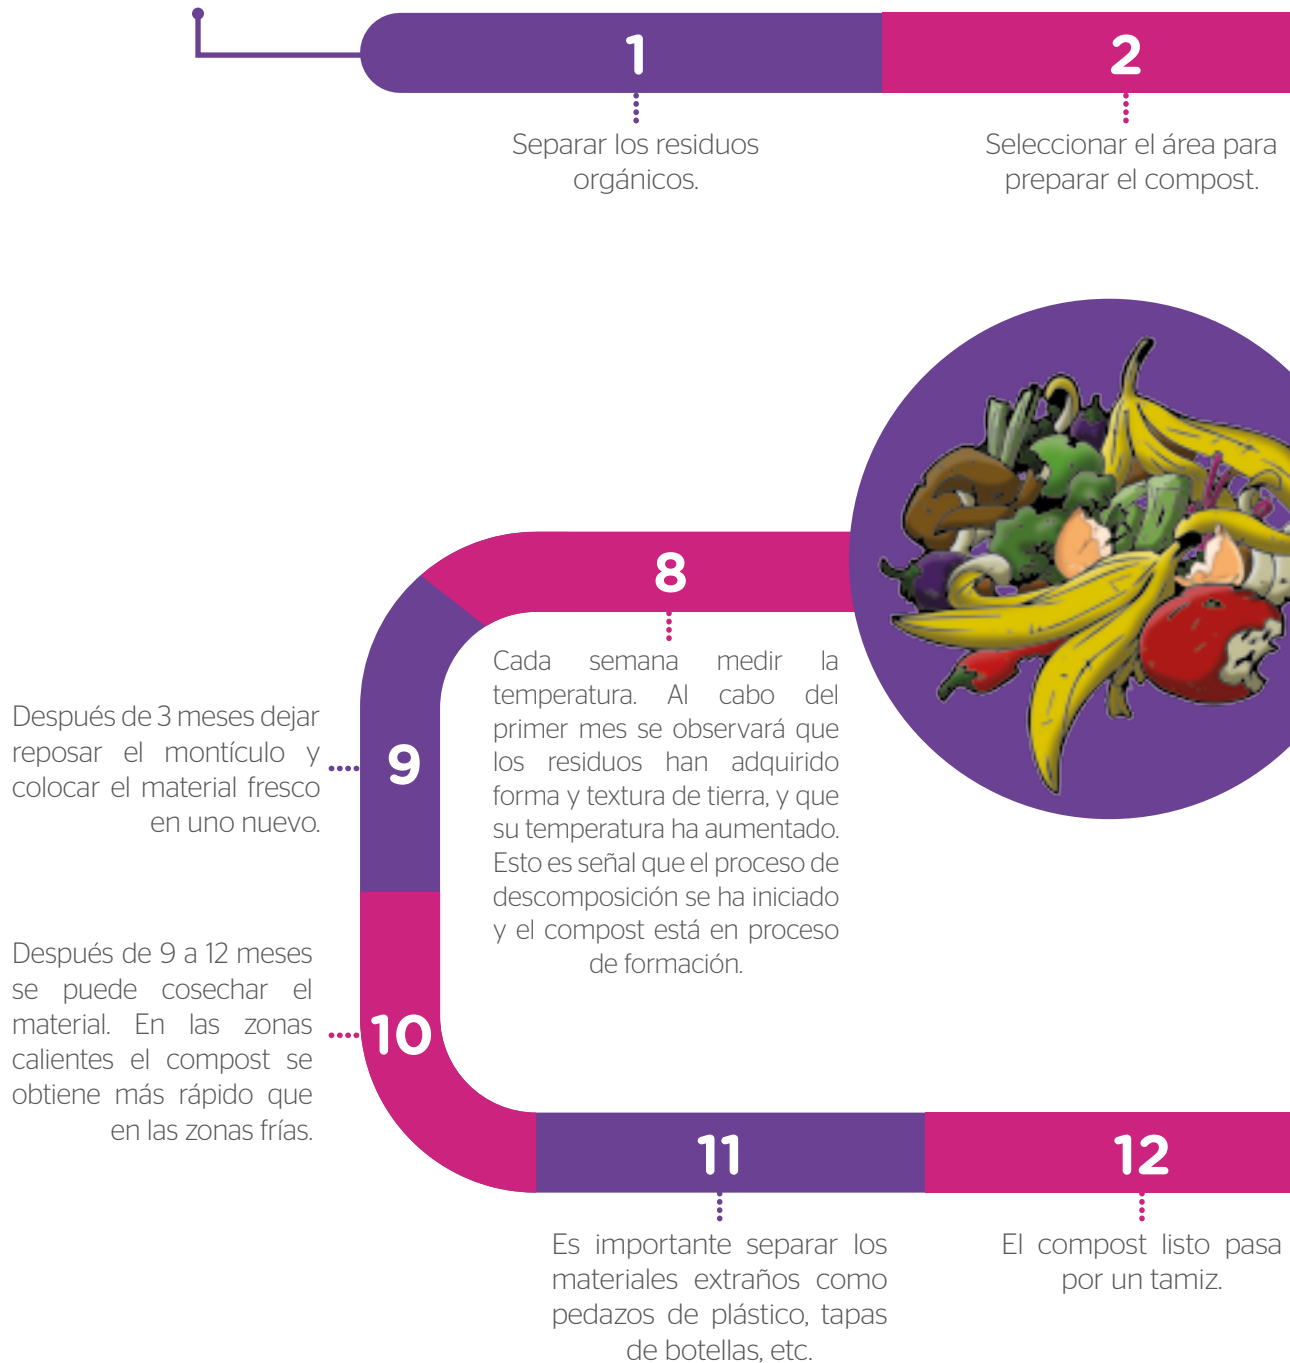 1
Separar los residuos
orgánicos.
2
Seleccionar el área para
preparar el compost.
8
Cada semana medir la
temperatura. Al cabo del
primer mes se observará que
los residuos han adquirido
forma y textura de tierra, y que
su temperatura ha aumentado.
Esto es señal que el proceso de
descomposición se ha iniciado
y el compost está en proceso
de formación.
9
Después de 3 meses dejar
reposar el montículo y
colocar el material fresco
en uno nuevo.
10
Después de 9 a 12 meses
se puede cosechar el
material. En las zonas
calientes el compost se
obtiene más rápido que
en las zonas frías.
11
Es importante separar los
materiales extraños como
pedazos de plástico, tapas
de botellas, etc.
12
El compost listo pasa
por un tamiz.